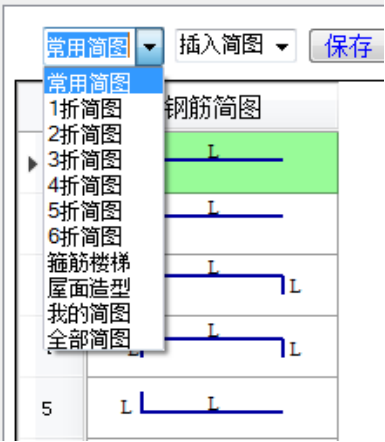 常用简图 插入简图 保存
钢筋简图
常用简图
1折简图
2折简图
3折简图
4折简图
5折简图
6折简图
箍筋楼梯
屋面造型
我的简图
全部简图
L
L
L
L
L
L
L
5
L
L